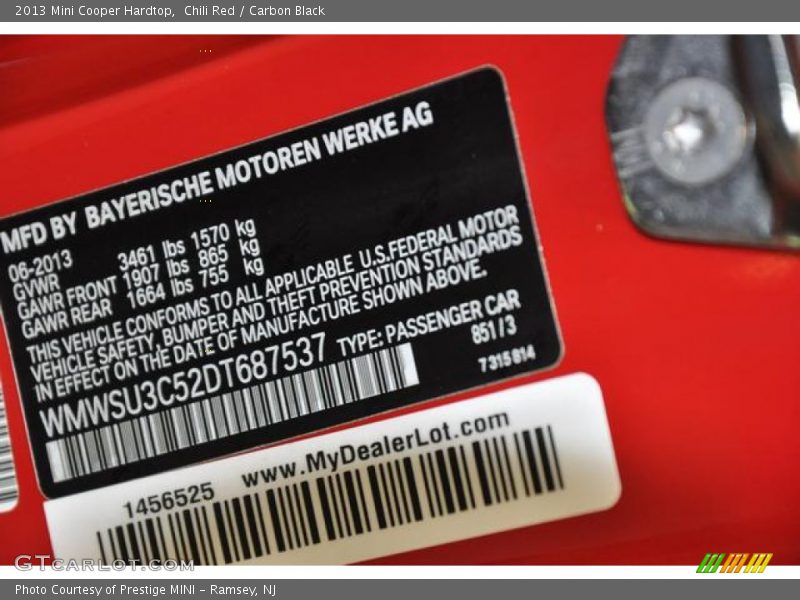 2013 Mini Cooper Hardtop,  Chili Red / Carbon Black
MFD BY BAYERISCHE MOTOREN WERKE AG
06-2013
GVWR 3461 lbs 1570 kg
GAWR FRONT 1907 lbs 865 kg
GAWR REAR 1664 lbs 755 kg
THIS VEHICLE CONFORMS TO ALL APPLICABLE U.S.FEDERAL MOTOR
VEHICLE SAFETY, BUMPER AND THEFT PREVENTION STANDARDS
IN EFFECT ON THE DATE OF MANUFACTURE SHOWN ABOVE.
WMWSU3C52DT687537 TYPE: PASSENGER CAR
851/3
7315814
1456525 www.MyDealerLot.com
GTcarlot.com
Photo Courtesy of Prestige MINI - Ramsey, NJ